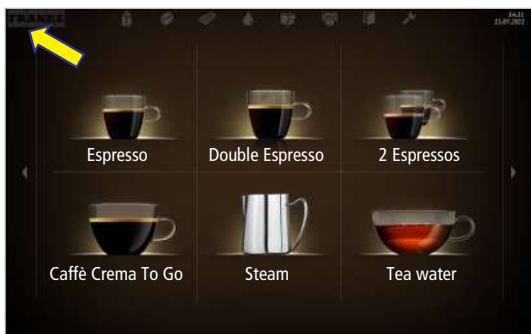 FRANKE
Espresso
Double Espresso
2 Espressos
Caffè Crema To Go
Steam
Tea water